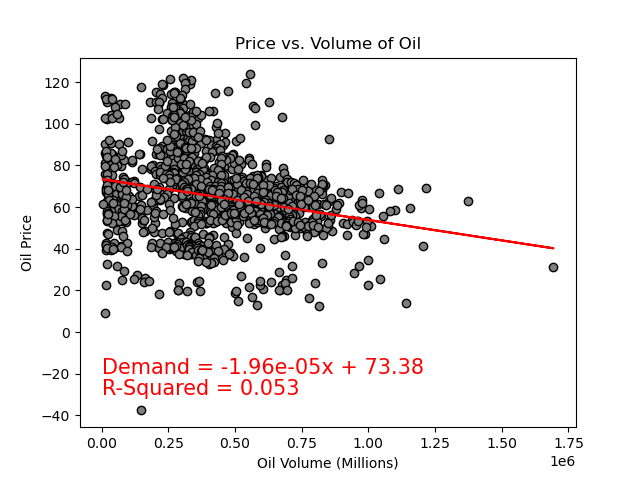 Price vs. Volume of Oil
120
100
80
60
40
20
0
−20
−40
Oil Price
Demand = -1.96e-05x + 73.38
R-Squared = 0.053
0.00 0.25 0.50 0.75 1.00 1.25 1.50 1.75
1e6
Oil Volume (Millions)